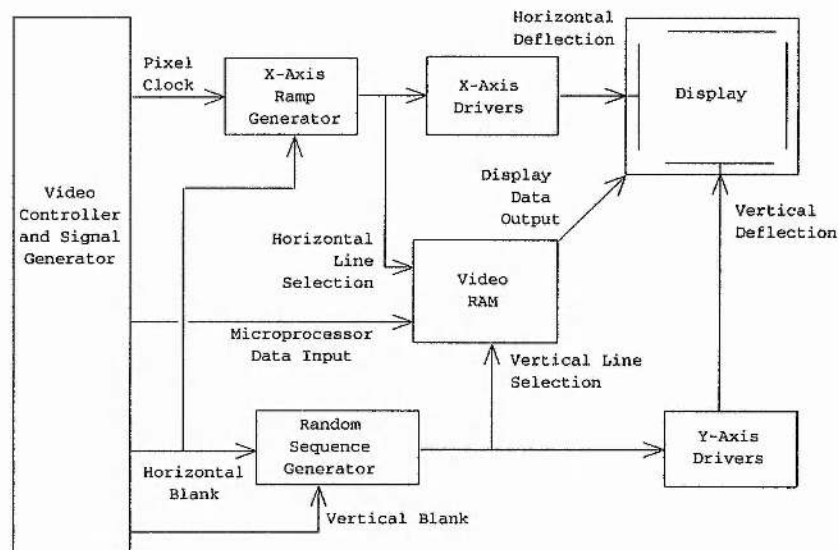 Horizontal
Deflection
Pixel
Clock
X-Axis
Ramp
Generator
X-Axis
Drivers
Display
Video
Controller
and Signal
Generator
Display
Data
Output
Vertical
Deflection
Horizontal
Line
Selection
Video
RAM
Microprocessor
Data Input
Vertical Line
Selection
Random
Sequence
Generator
Y-Axis
Drivers
Horizontal
Blank
Vertical Blank